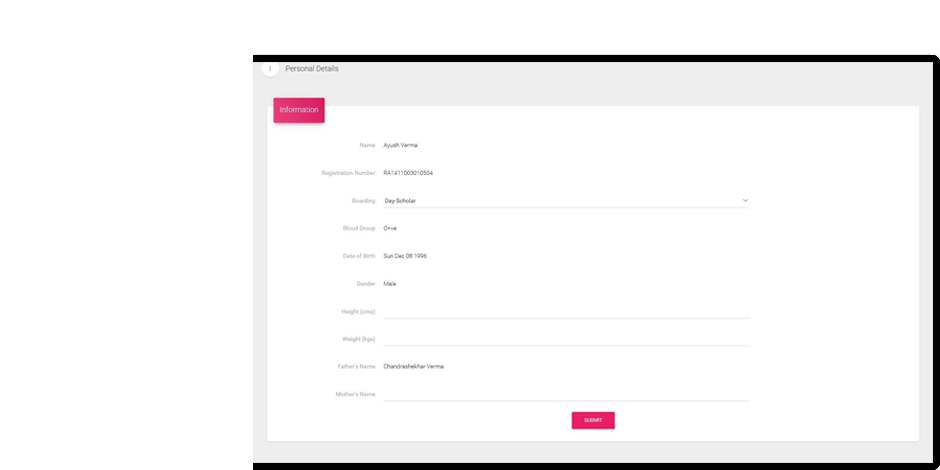 Personal Details
Information
Name Ayush Verma
Registration Number RA1411003010504
Boarding Day-Scholar
Blood Group O+ve
Date of Birth Sun Dec 08 1996
Gender Male
Height (cms)
Weight (kgs)
Father's Name Chandrashekhar Verma
Mother's Name
SUBMIT